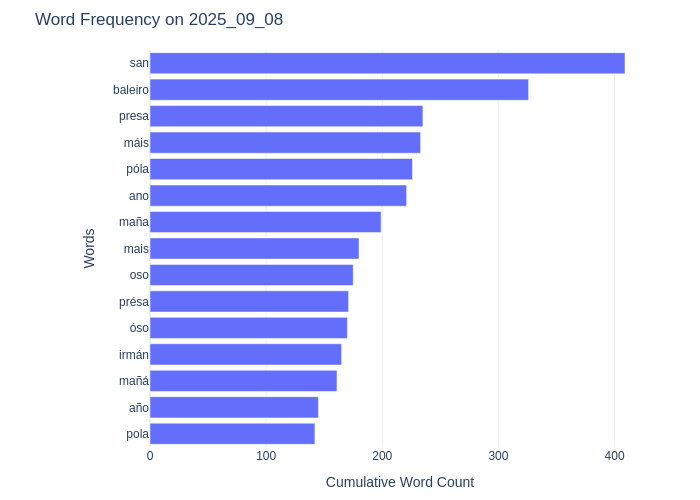 Word Frequency on 2025_09_08
san
baleiro
presa
máis
póla
ano
maña
mais
oso
présa
óso
irmán
mañá
año
pola
Words
0 100 200 300 400
Cumulative Word Count